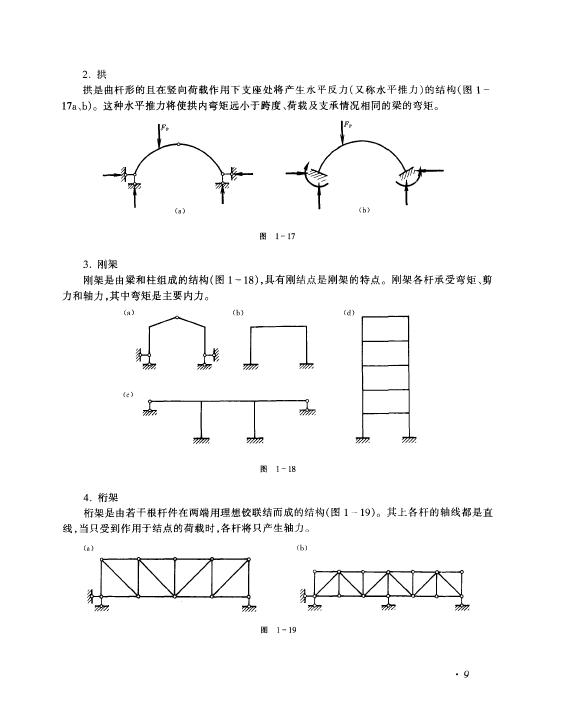 2. 拱
拱是曲杆形的且在竖向荷载作用下支座处将产生水平反力(又称水平推力)的结构(图 1-
17a、b)。这种水平推力将使拱内弯矩远小于跨度、荷载及支承情况相同的梁的弯矩。
FP
FP
(a)
(b)
图 1-17
3. 刚架
刚架是由梁和柱组成的结构(图 1-18),具有刚结点是刚架的特点。刚架各杆承受弯矩、剪
力和轴力,其中弯矩是主要内力。
(a)
(b)
(d)
(c)
图 1-18
4. 桁架
桁架是由若干根杆件在两端用理想铰联结而成的结构(图 1-19)。其上各杆的轴线都是直
线,当只受到作用于结点的荷载时,各杆将只产生轴力。
(a)
(b)
图 1-19
· 9